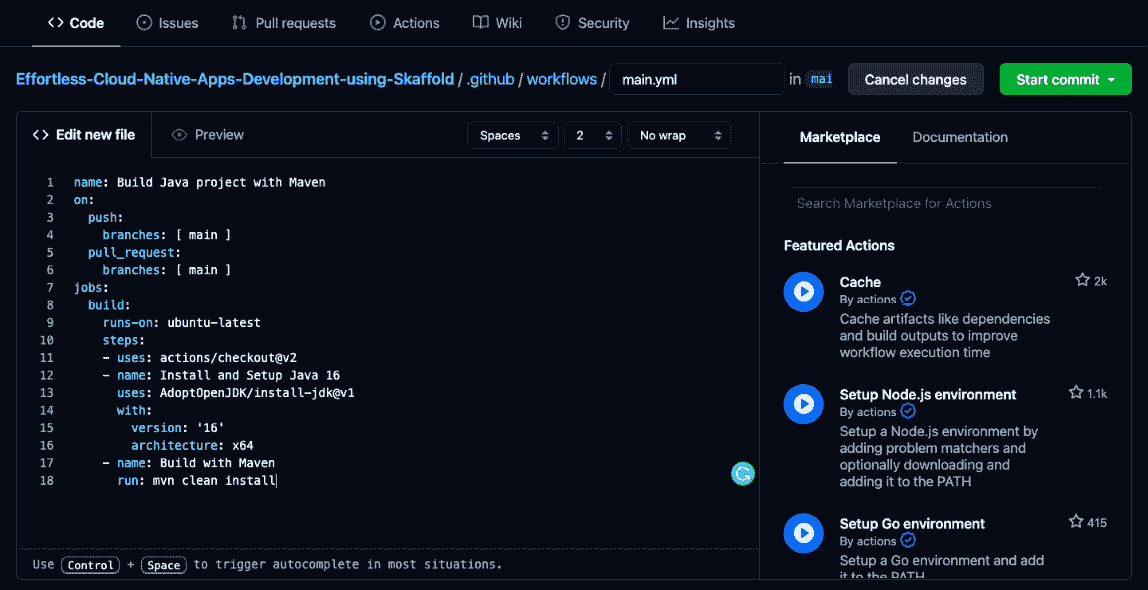 Code Issues Pull requests Actions Wiki Security Insights
Effortless-Cloud-Native-Apps-Development-using-Skaffold / .github / workflows / main.yml in mai Cancel changes Start commit
Edit new file Preview Spaces 2 No wrap
1 name: Build Java project with Maven
2 on:
3 push:
4 branches: [ main ]
5 pull_request:
6 branches: [ main ]
7 jobs:
8 build:
9 runs-on: ubuntu-latest
10 steps:
11 - uses: actions/checkout@v2
12 - name: Install and Setup Java 16
13 uses: AdoptOpenJDK/install-jdk@v1
14 with:
15 version: '16'
16 architecture: x64
17 - name: Build with Maven
18 run: mvn clean install
Use Control + Space to trigger autocomplete in most situations.
Marketplace Documentation
Search Marketplace for Actions
Featured Actions
Cache 2k
By actions
Cache artifacts like dependencies
and build outputs to improve
workflow execution time
Setup Node.js environment 1.1k
By actions
Setup a Node.js environment by
adding problem matchers and
optionally downloading and
adding it to the PATH
Setup Go environment 415
By actions
Setup a Go environment and add
it to the PATH